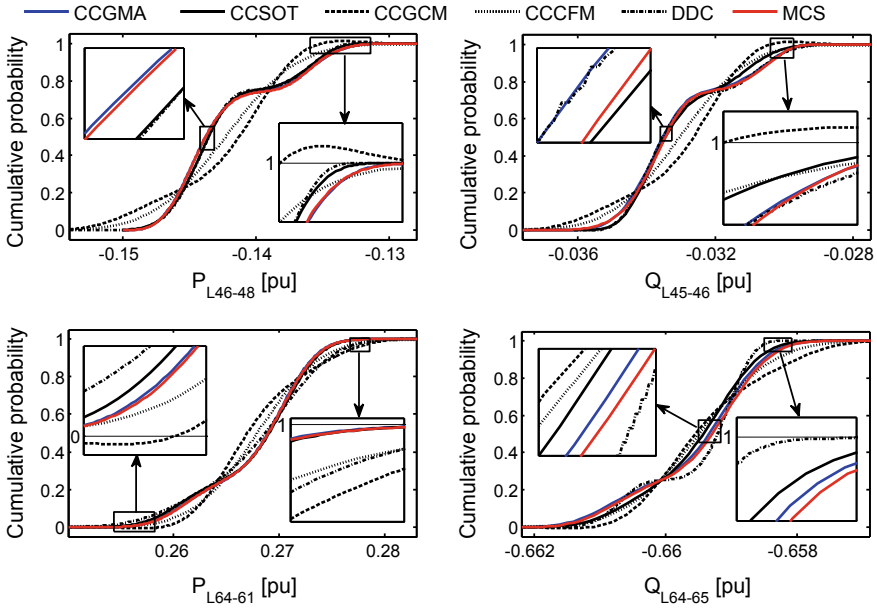 CCGMA CCSOT CCGCM CCCFM DDC MCS
Cumulative probability
1
0.8
0.6
0.4
0.2
0
1
-0.15 -0.14 -0.13
P_L46-48 [pu]
Cumulative probability
1
0.8
0.6
0.4
0.2
0
1
-0.036 -0.032 -0.028
Q_L45-46 [pu]
Cumulative probability
1
0.8
0.6
0.4
0.2
0
0
1
0.26 0.27 0.28
P_L64-61 [pu]
Cumulative probability
1
0.8
0.6
0.4
0.2
0
1
-0.662 -0.66 -0.658
Q_L64-65 [pu]